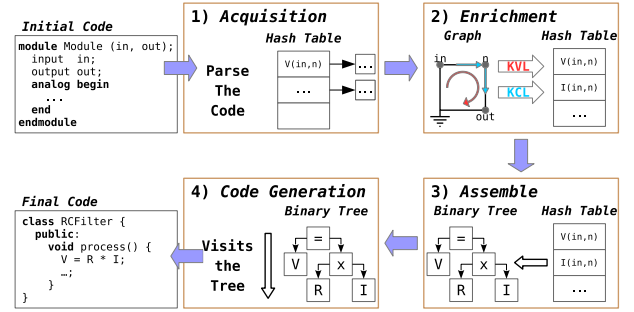 Initial Code
module Module (in, out);
input in;
output out;
analog begin
...
end
endmodule
1) Acquisition
Hash Table
Parse
The
Code
V(in,n)
...
...
...
2) Enrichment
Graph
Hash Table
in
n
out
KVL
KCL
V(in,n)
I(in,n)
...
3) Assemble
Binary Tree
Hash Table
=
V
x
R
I
V(in,n)
I(in,n)
...
4) Code Generation
Binary Tree
Visits
the
Tree
=
V
x
R
I
Final Code
class RCFilter {
public:
void process() {
V = R * I;
…;
}
}